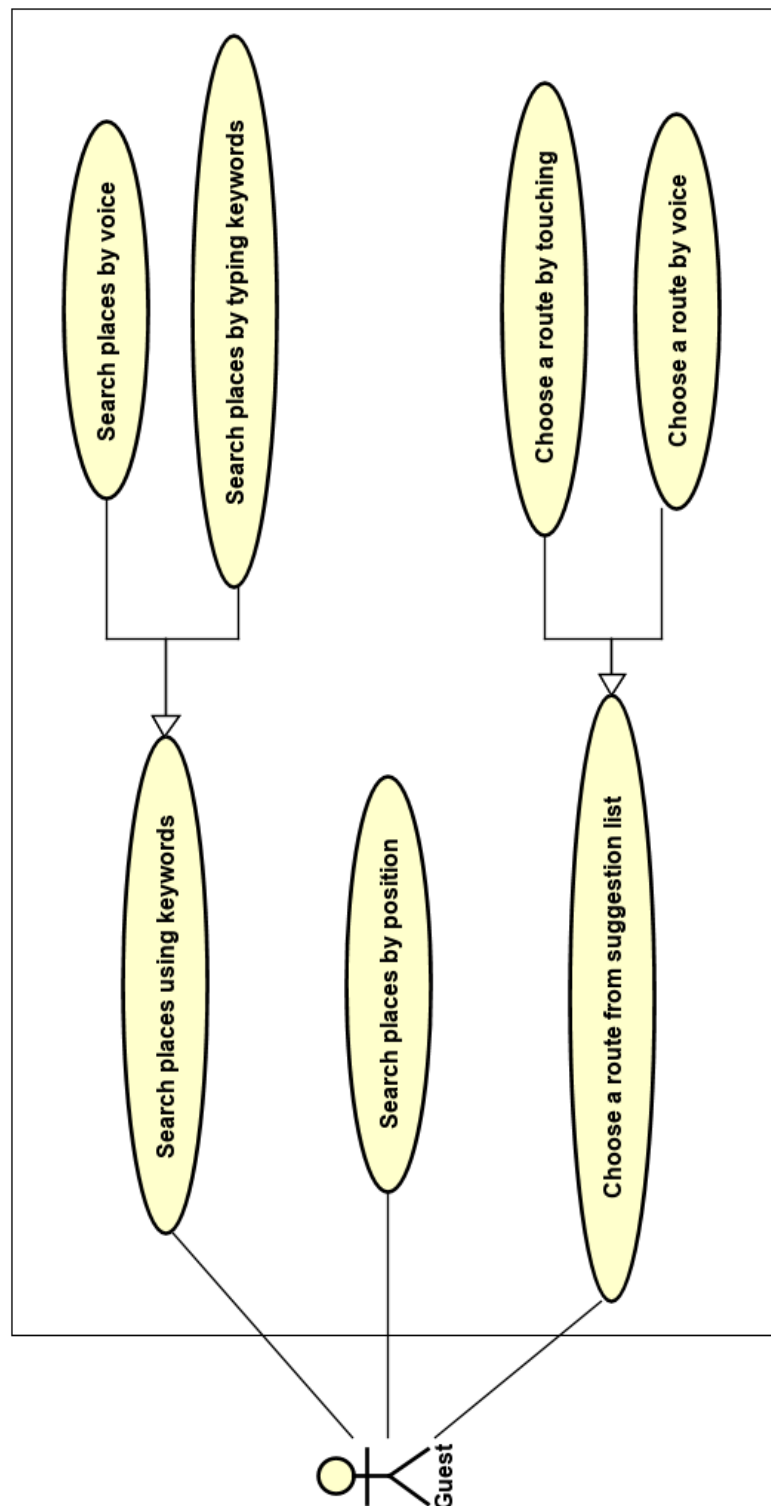 Search places by voice
Search places by typing keywords
Search places using keywords
Search places by position
Choose a route by touching
Choose a route by voice
Choose a route from suggestion list
Guest